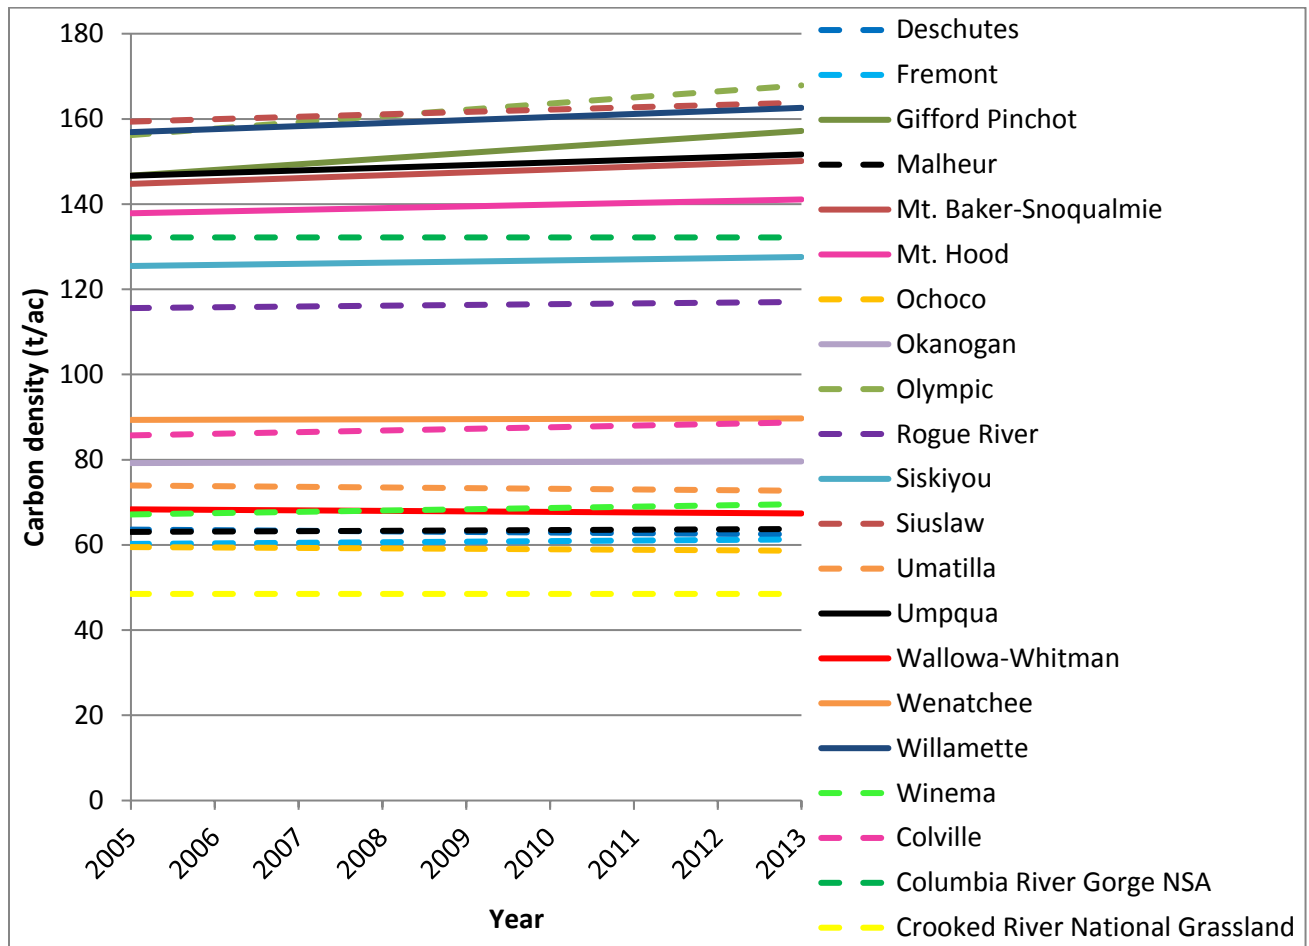 180
160
140
120
100
80
60
40
20
0
Carbon density (t/ac)
2005
2006
2007
2008
2009
2010
2011
2012
2013
Year
Deschutes
Fremont
Gifford Pinchot
Malheur
Mt. Baker-Snoqualmie
Mt. Hood
Ochoco
Okanogan
Olympic
Rogue River
Siskiyou
Siuslaw
Umatilla
Umpqua
Wallowa-Whitman
Wenatchee
Willamette
Winema
Colville
Columbia River Gorge NSA
Crooked River National Grassland